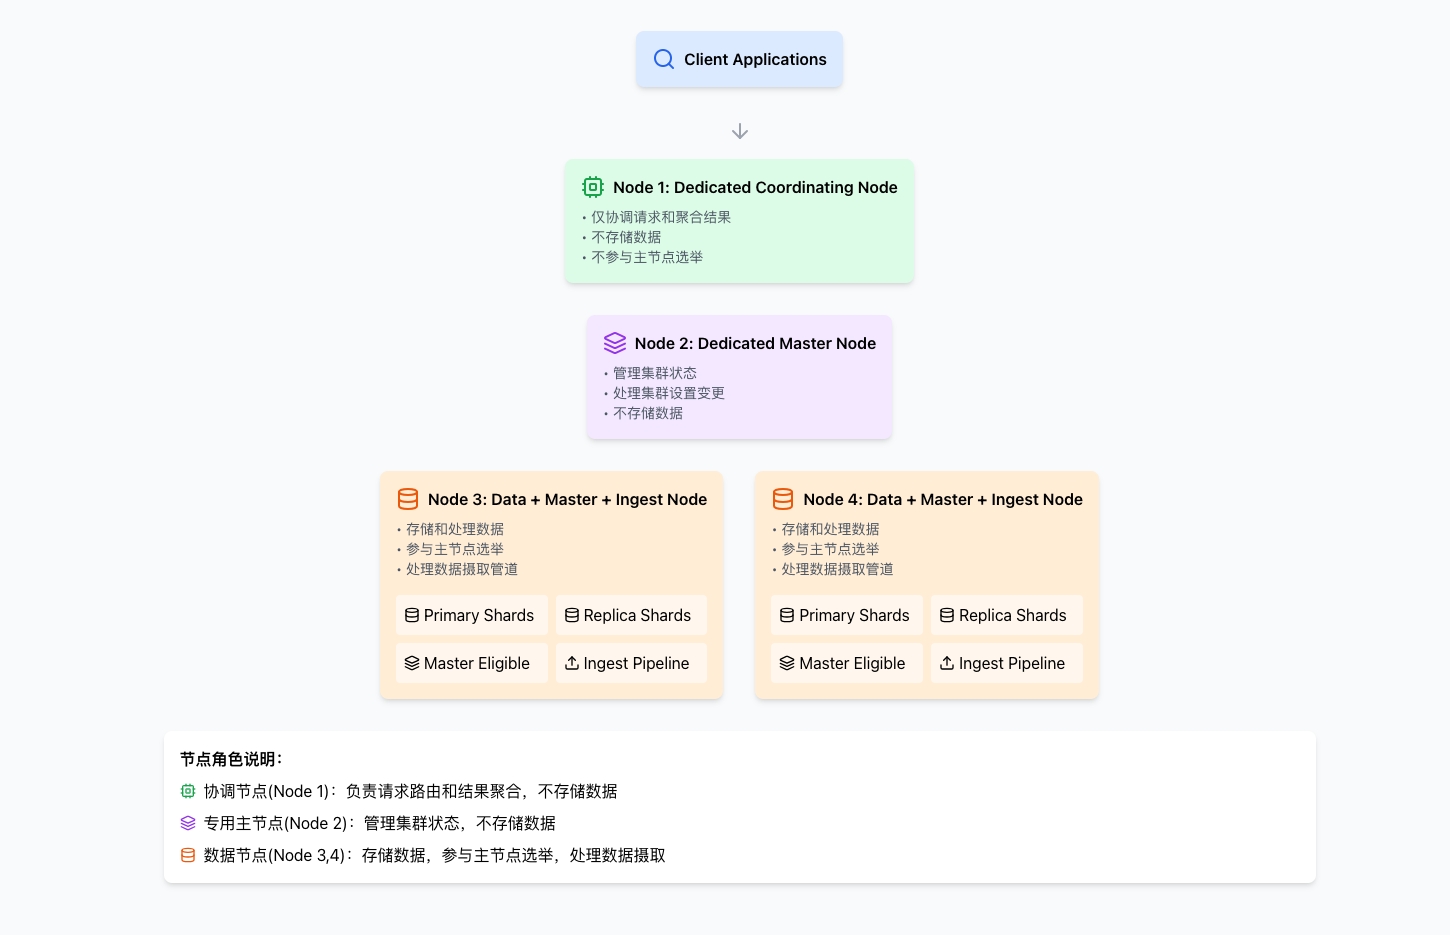 Client Applications
Node 1: Dedicated Coordinating Node
• 仅协调请求和聚合结果
• 不存储数据
• 不参与主节点选举
Node 2: Dedicated Master Node
• 管理集群状态
• 处理集群设置变更
• 不存储数据
Node 3: Data + Master + Ingest Node
• 存储和处理数据
• 参与主节点选举
• 处理数据摄取管道
Primary Shards
Replica Shards
Master Eligible
Ingest Pipeline
Node 4: Data + Master + Ingest Node
• 存储和处理数据
• 参与主节点选举
• 处理数据摄取管道
Primary Shards
Replica Shards
Master Eligible
Ingest Pipeline
节点角色说明：
协调节点(Node 1)：负责请求路由和结果聚合，不存储数据
专用主节点(Node 2)：管理集群状态，不存储数据
数据节点(Node 3,4)：存储数据，参与主节点选举，处理数据摄取